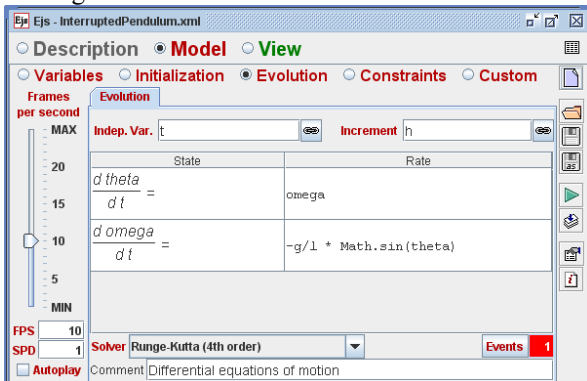 Ejs Ejs - InterruptedPendulum.xml
Description Model View
Variables Initialization Evolution Constraints Custom
Frames
per second
MAX
20
15
10
5
MIN
FPS 10
SPD 1
Autoplay
Evolution
Indep. Var. t Increment h
State Rate
d theta
d t
= omega
d omega
d t
= -g/l * Math.sin(theta)
Solver Runge-Kutta (4th order) Events 1
Comment Differential equations of motion
as
i